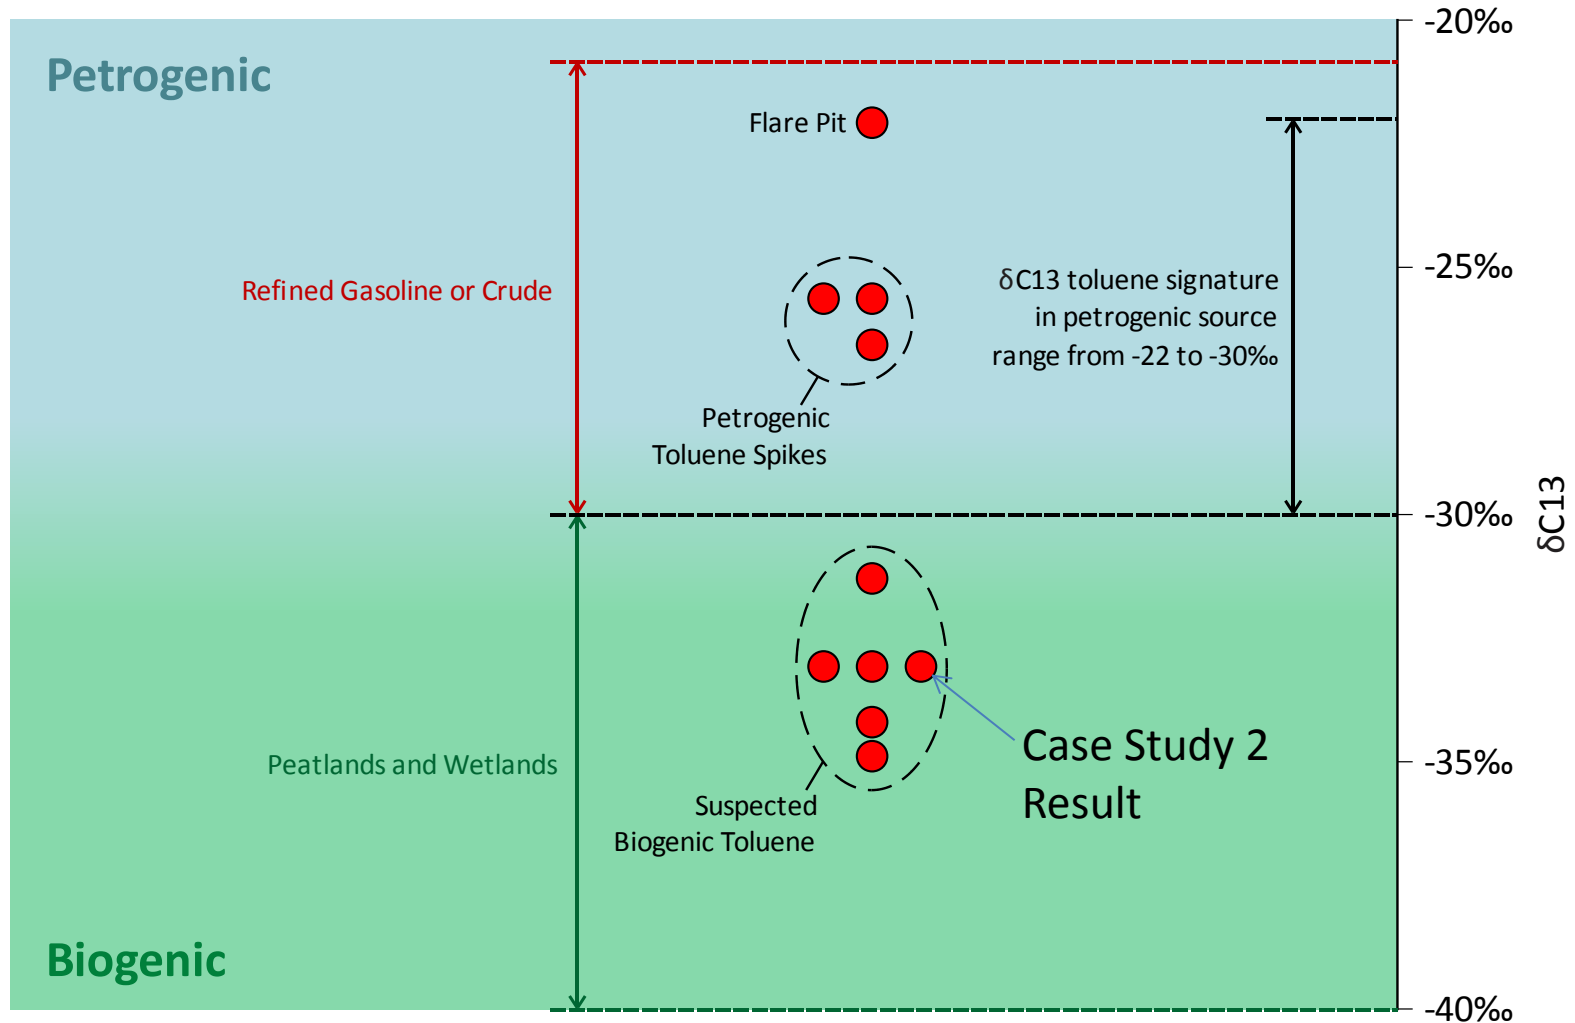 Petrogenic
Flare Pit
Refined Gasoline or Crude
δC13 toluene signature
in petrogenic source
range from -22 to -30‰
Petrogenic
Toluene Spikes
Peatlands and Wetlands
Case Study 2
Result
Suspected
Biogenic Toluene
Biogenic
-20‰
-25‰
-30‰
-35‰
-40‰
δC13